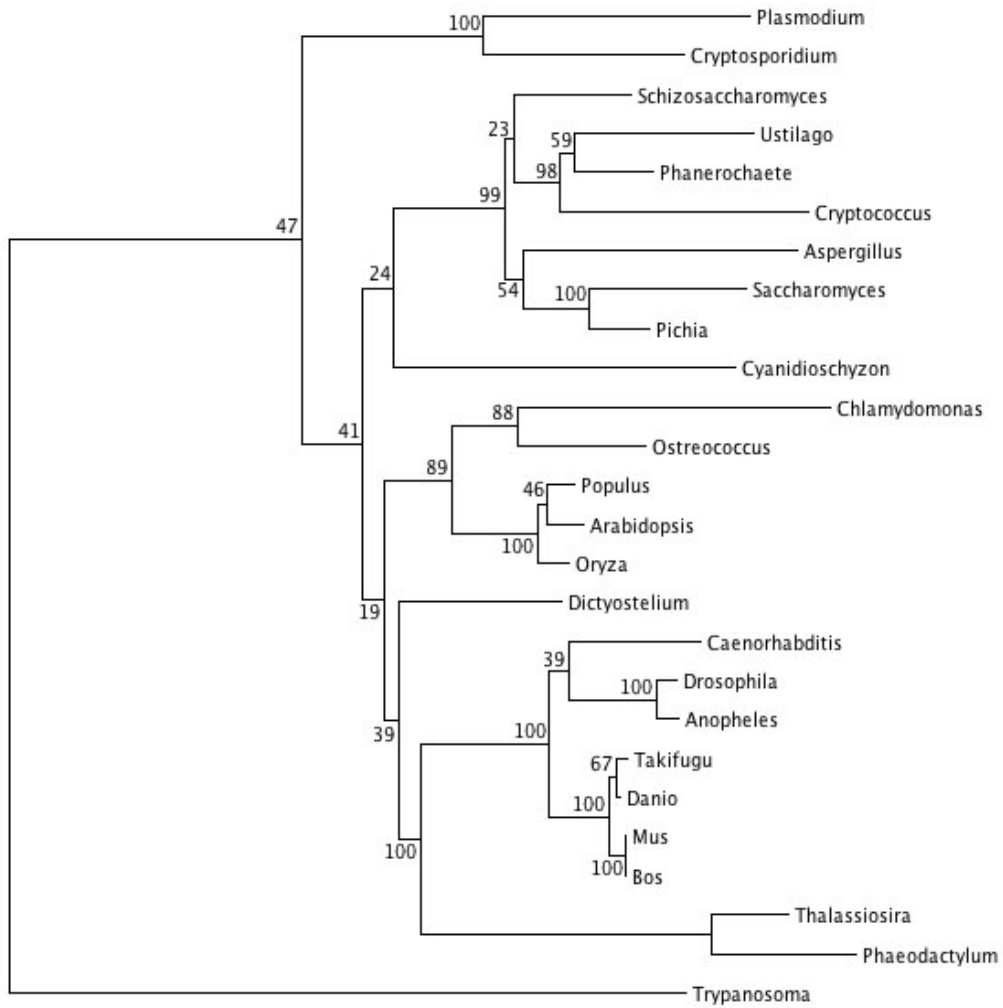 100
Plasmodium
Cryptosporidium
Schizosaccharomyces
23
59
Ustilago
98
Phanerochaete
99
Cryptococcus
47
Aspergillus
24
54
100
Saccharomyces
Pichia
Cyanidioschyzon
88
Chlamydomonas
41
Ostreococcus
89
46
Populus
Arabidopsis
100
Oryza
19
Dictyostelium
Caenorhabditis
39
100
Drosophila
Anopheles
39
100
67
Takifugu
Danio
100
Mus
100
100
Bos
Thalassiosira
Phaeodactylum
Trypanosoma